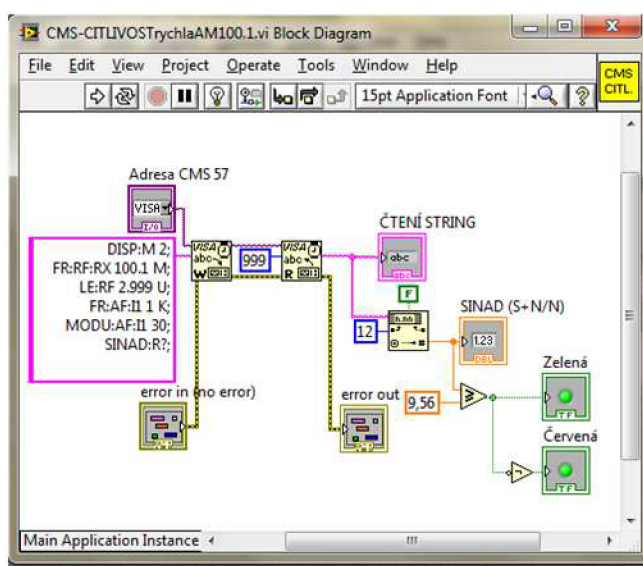 CMS-CITLIVOSTrychlaAM100.1.vi Block Diagram
File Edit View Project Operate Tools Window Help
15pt Application Font
CMS
CITL.
Adresa CMS 57
VISA
I/O
DISP:M 2;
FR:RF:RX 100.1 M;
LE:RF 2.999 U;
FR:AF:I1 1 K;
MODU:AF:I1 30;
SINAD:R?;
VISA
abc
W
999
VISA
abc
R
ČTENÍ STRING
abc
abc
F
12
SINAD (S+N/N)
1.23
DBL
error in (no error)
error out
9,56
Zelená
TF
Červená
TF
Main Application Instance